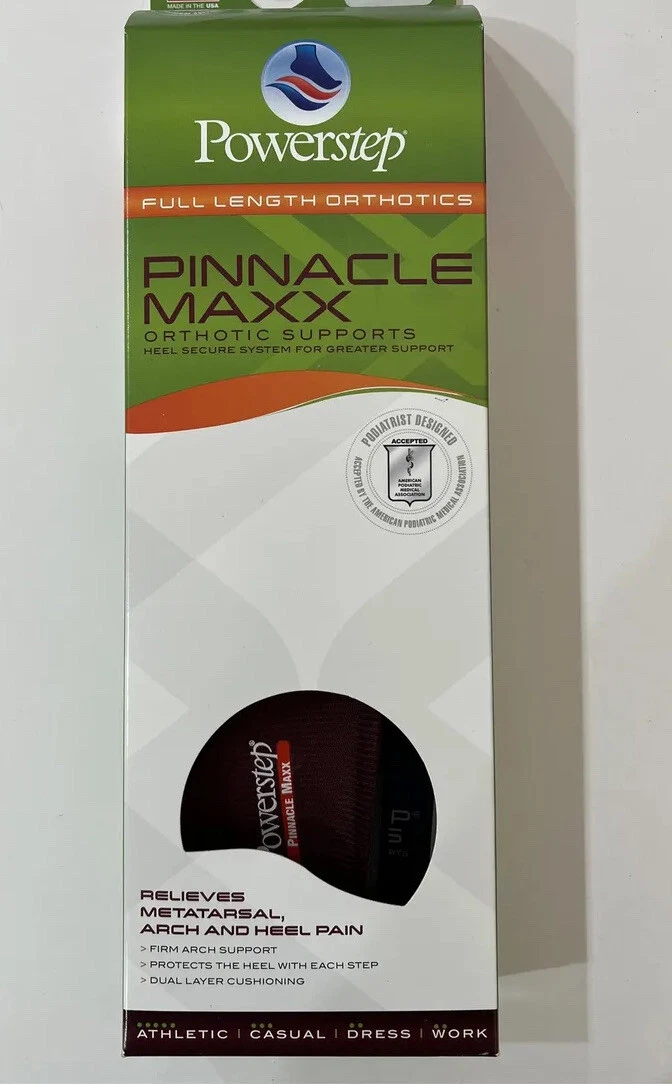 MADE IN THE USA
Powerstep®
FULL LENGTH ORTHOTICS
PINNACLE
MAXX
ORTHOTIC SUPPORTS
HEEL SECURE SYSTEM FOR GREATER SUPPORT
PODIATRIST DESIGNED
ACCEPTED BY THE AMERICAN PODIATRIC MEDICAL ASSOCIATION
ACCEPTED
AMERICAN
PODIATRIC
MEDICAL
ASSOCIATION
owerstep®
PINNACLE MAXX
RELIEVES
METATARSAL,
ARCH AND HEEL PAIN
> FIRM ARCH SUPPORT
> PROTECTS THE HEEL WITH EACH STEP
> DUAL LAYER CUSHIONING
ATHLETIC | CASUAL | DRESS | WORK